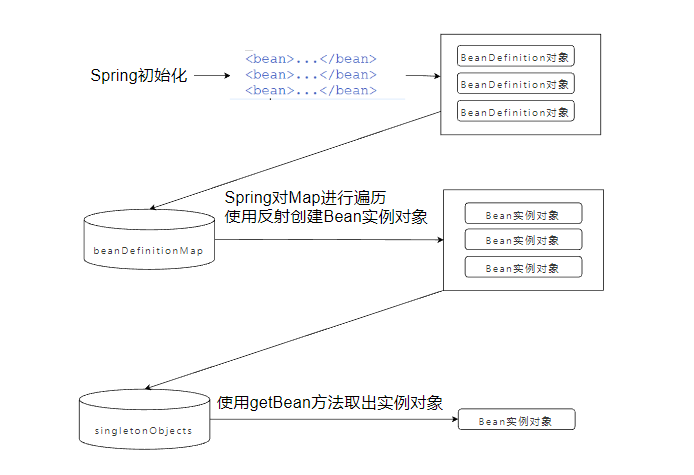 Spring初始化
<bean>...</bean>
<bean>...</bean>
<bean>...</bean>
BeanDefinition对象
BeanDefinition对象
BeanDefinition对象
Spring对Map进行遍历
使用反射创建Bean实例对象
beanDefinitionMap
Bean实例对象
Bean实例对象
Bean实例对象
使用getBean方法取出实例对象
singletonObjects
Bean实例对象